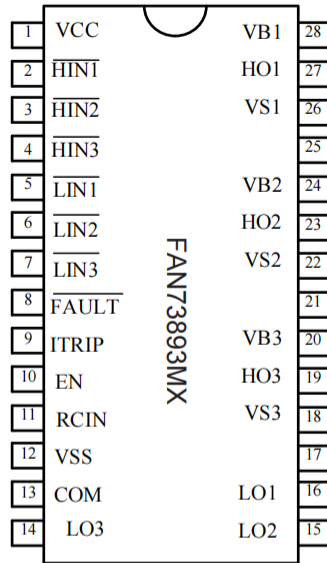 1 VCC VB1 28
2 HIN1 HO1 27
3 HIN2 VS1 26
4 HIN3 25
5 LIN1 VB2 24
6 LIN2 HO2 23
7 LIN3 VS2 22
8 FAULT 21
9 ITRIP VB3 20
10 EN HO3 19
11 RCIN VS3 18
12 VSS 17
13 COM LO1 16
14 LO3 LO2 15
FAN73893MX